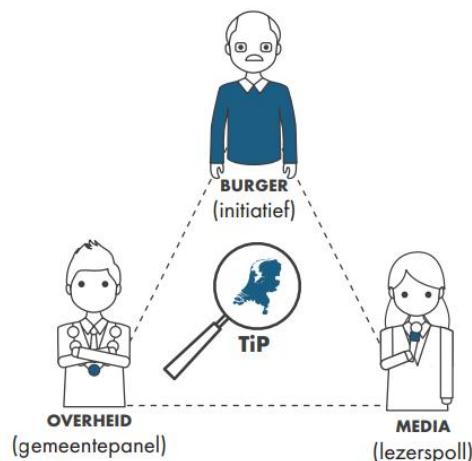 BURGER
(initiatief)
TiP
OVERHEID
(gemeentepanel)
MEDIA
(lezerspoll)